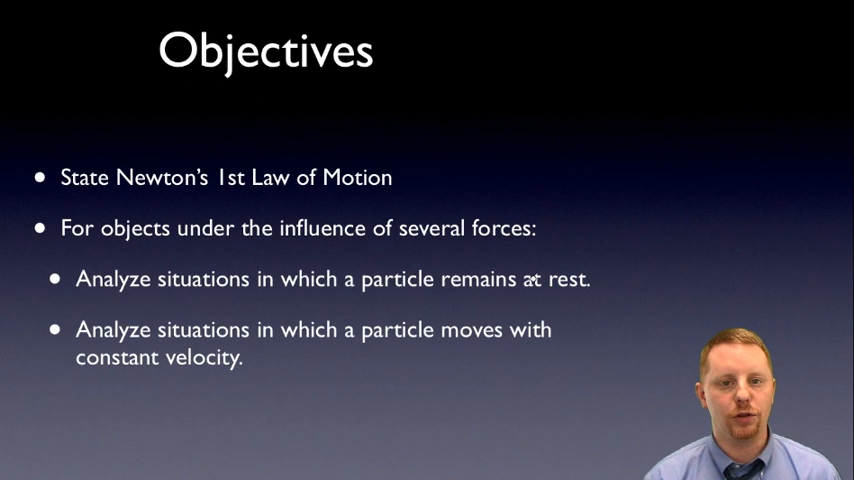 Objectives
• State Newton's 1st Law of Motion
• For objects under the influence of several forces:
• Analyze situations in which a particle remains at rest.
• Analyze situations in which a particle moves with
constant velocity.